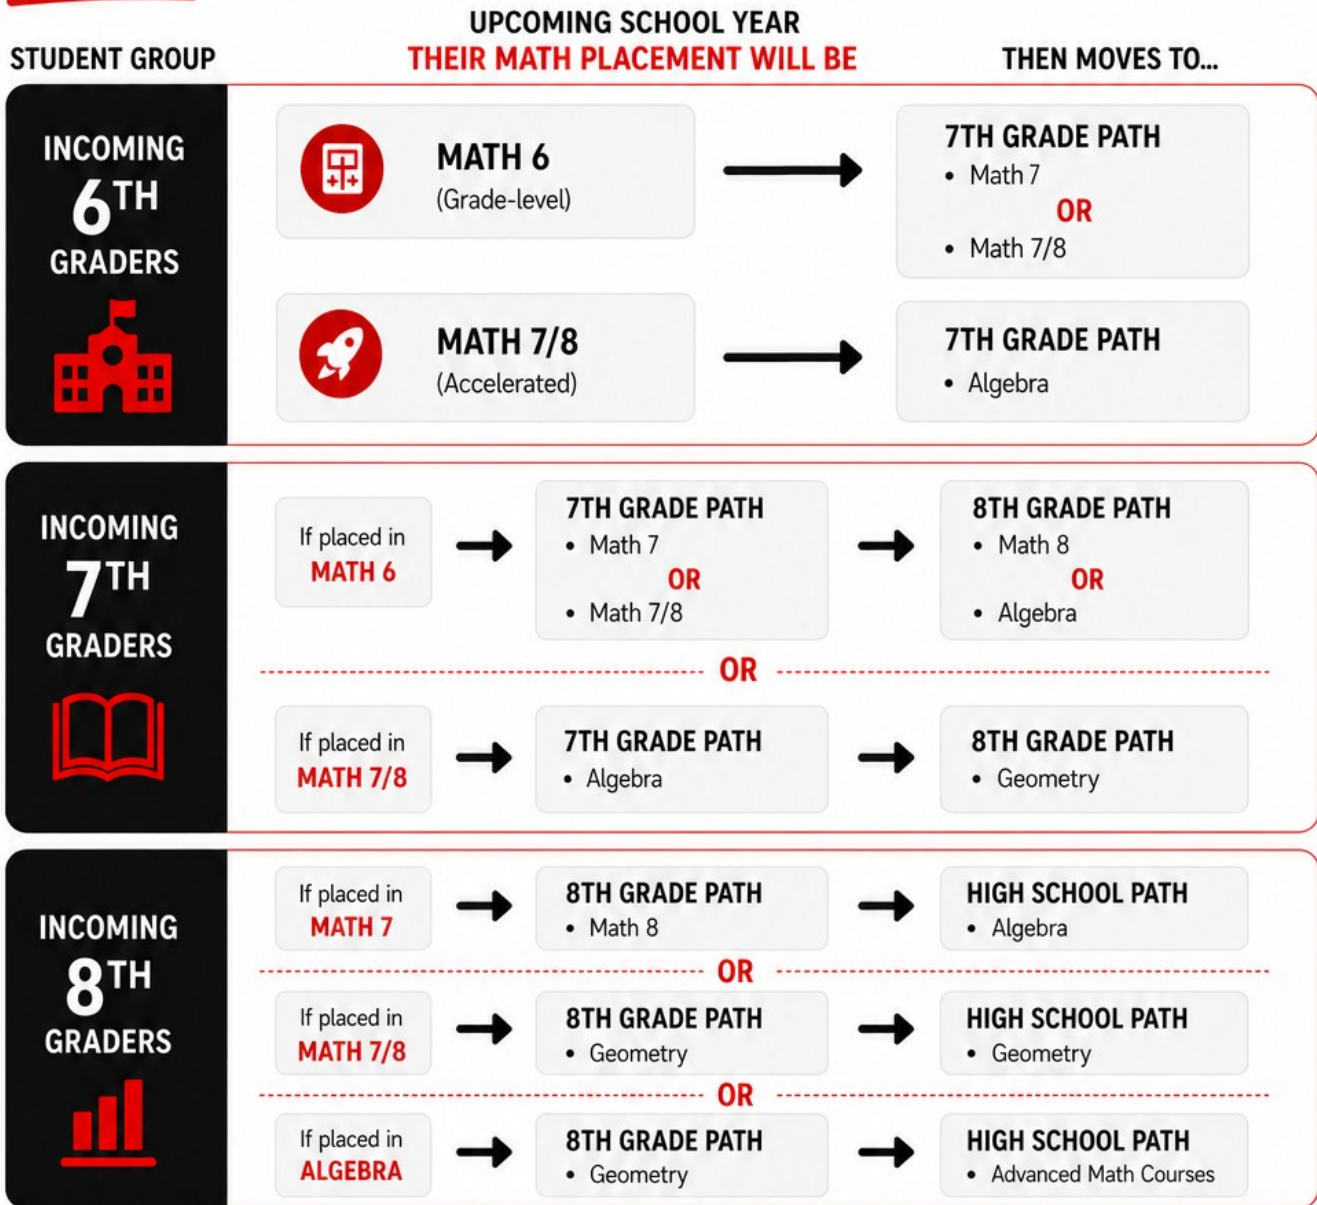 UPCOMING SCHOOL YEAR
STUDENT GROUP
THEIR MATH PLACEMENT WILL BE
THEN MOVES TO...
INCOMING
6TH
GRADERS
MATH 6
(Grade-level)
7TH GRADE PATH
• Math 7
OR
• Math 7/8
MATH 7/8
(Accelerated)
7TH GRADE PATH
• Algebra
INCOMING
7TH
GRADERS
If placed in
MATH 6
7TH GRADE PATH
• Math 7
OR
• Math 7/8
8TH GRADE PATH
• Math 8
OR
• Algebra
OR
If placed in
MATH 7/8
7TH GRADE PATH
• Algebra
8TH GRADE PATH
• Geometry
INCOMING
8TH
GRADERS
If placed in
MATH 7
8TH GRADE PATH
• Math 8
HIGH SCHOOL PATH
• Algebra
OR
If placed in
MATH 7/8
8TH GRADE PATH
• Geometry
HIGH SCHOOL PATH
• Geometry
OR
If placed in
ALGEBRA
8TH GRADE PATH
• Geometry
HIGH SCHOOL PATH
• Advanced Math Courses